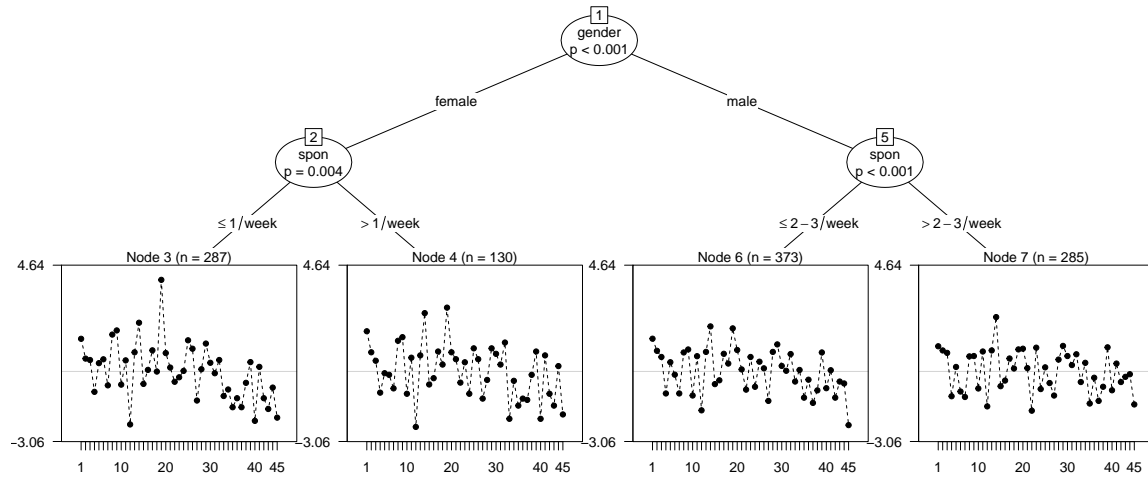 1
gender
p < 0.001
female
male
2
spon
p = 0.004
5
spon
p < 0.001
≤ 1/week
> 1/week
≤ 2 − 3/week
> 2 − 3/week
Node 3 (n = 287)
4.64
−3.06
1 10 20 30 40 45
Node 4 (n = 130)
4.64
−3.06
1 10 20 30 40 45
Node 6 (n = 373)
4.64
−3.06
1 10 20 30 40 45
Node 7 (n = 285)
4.64
−3.06
1 10 20 30 40 45